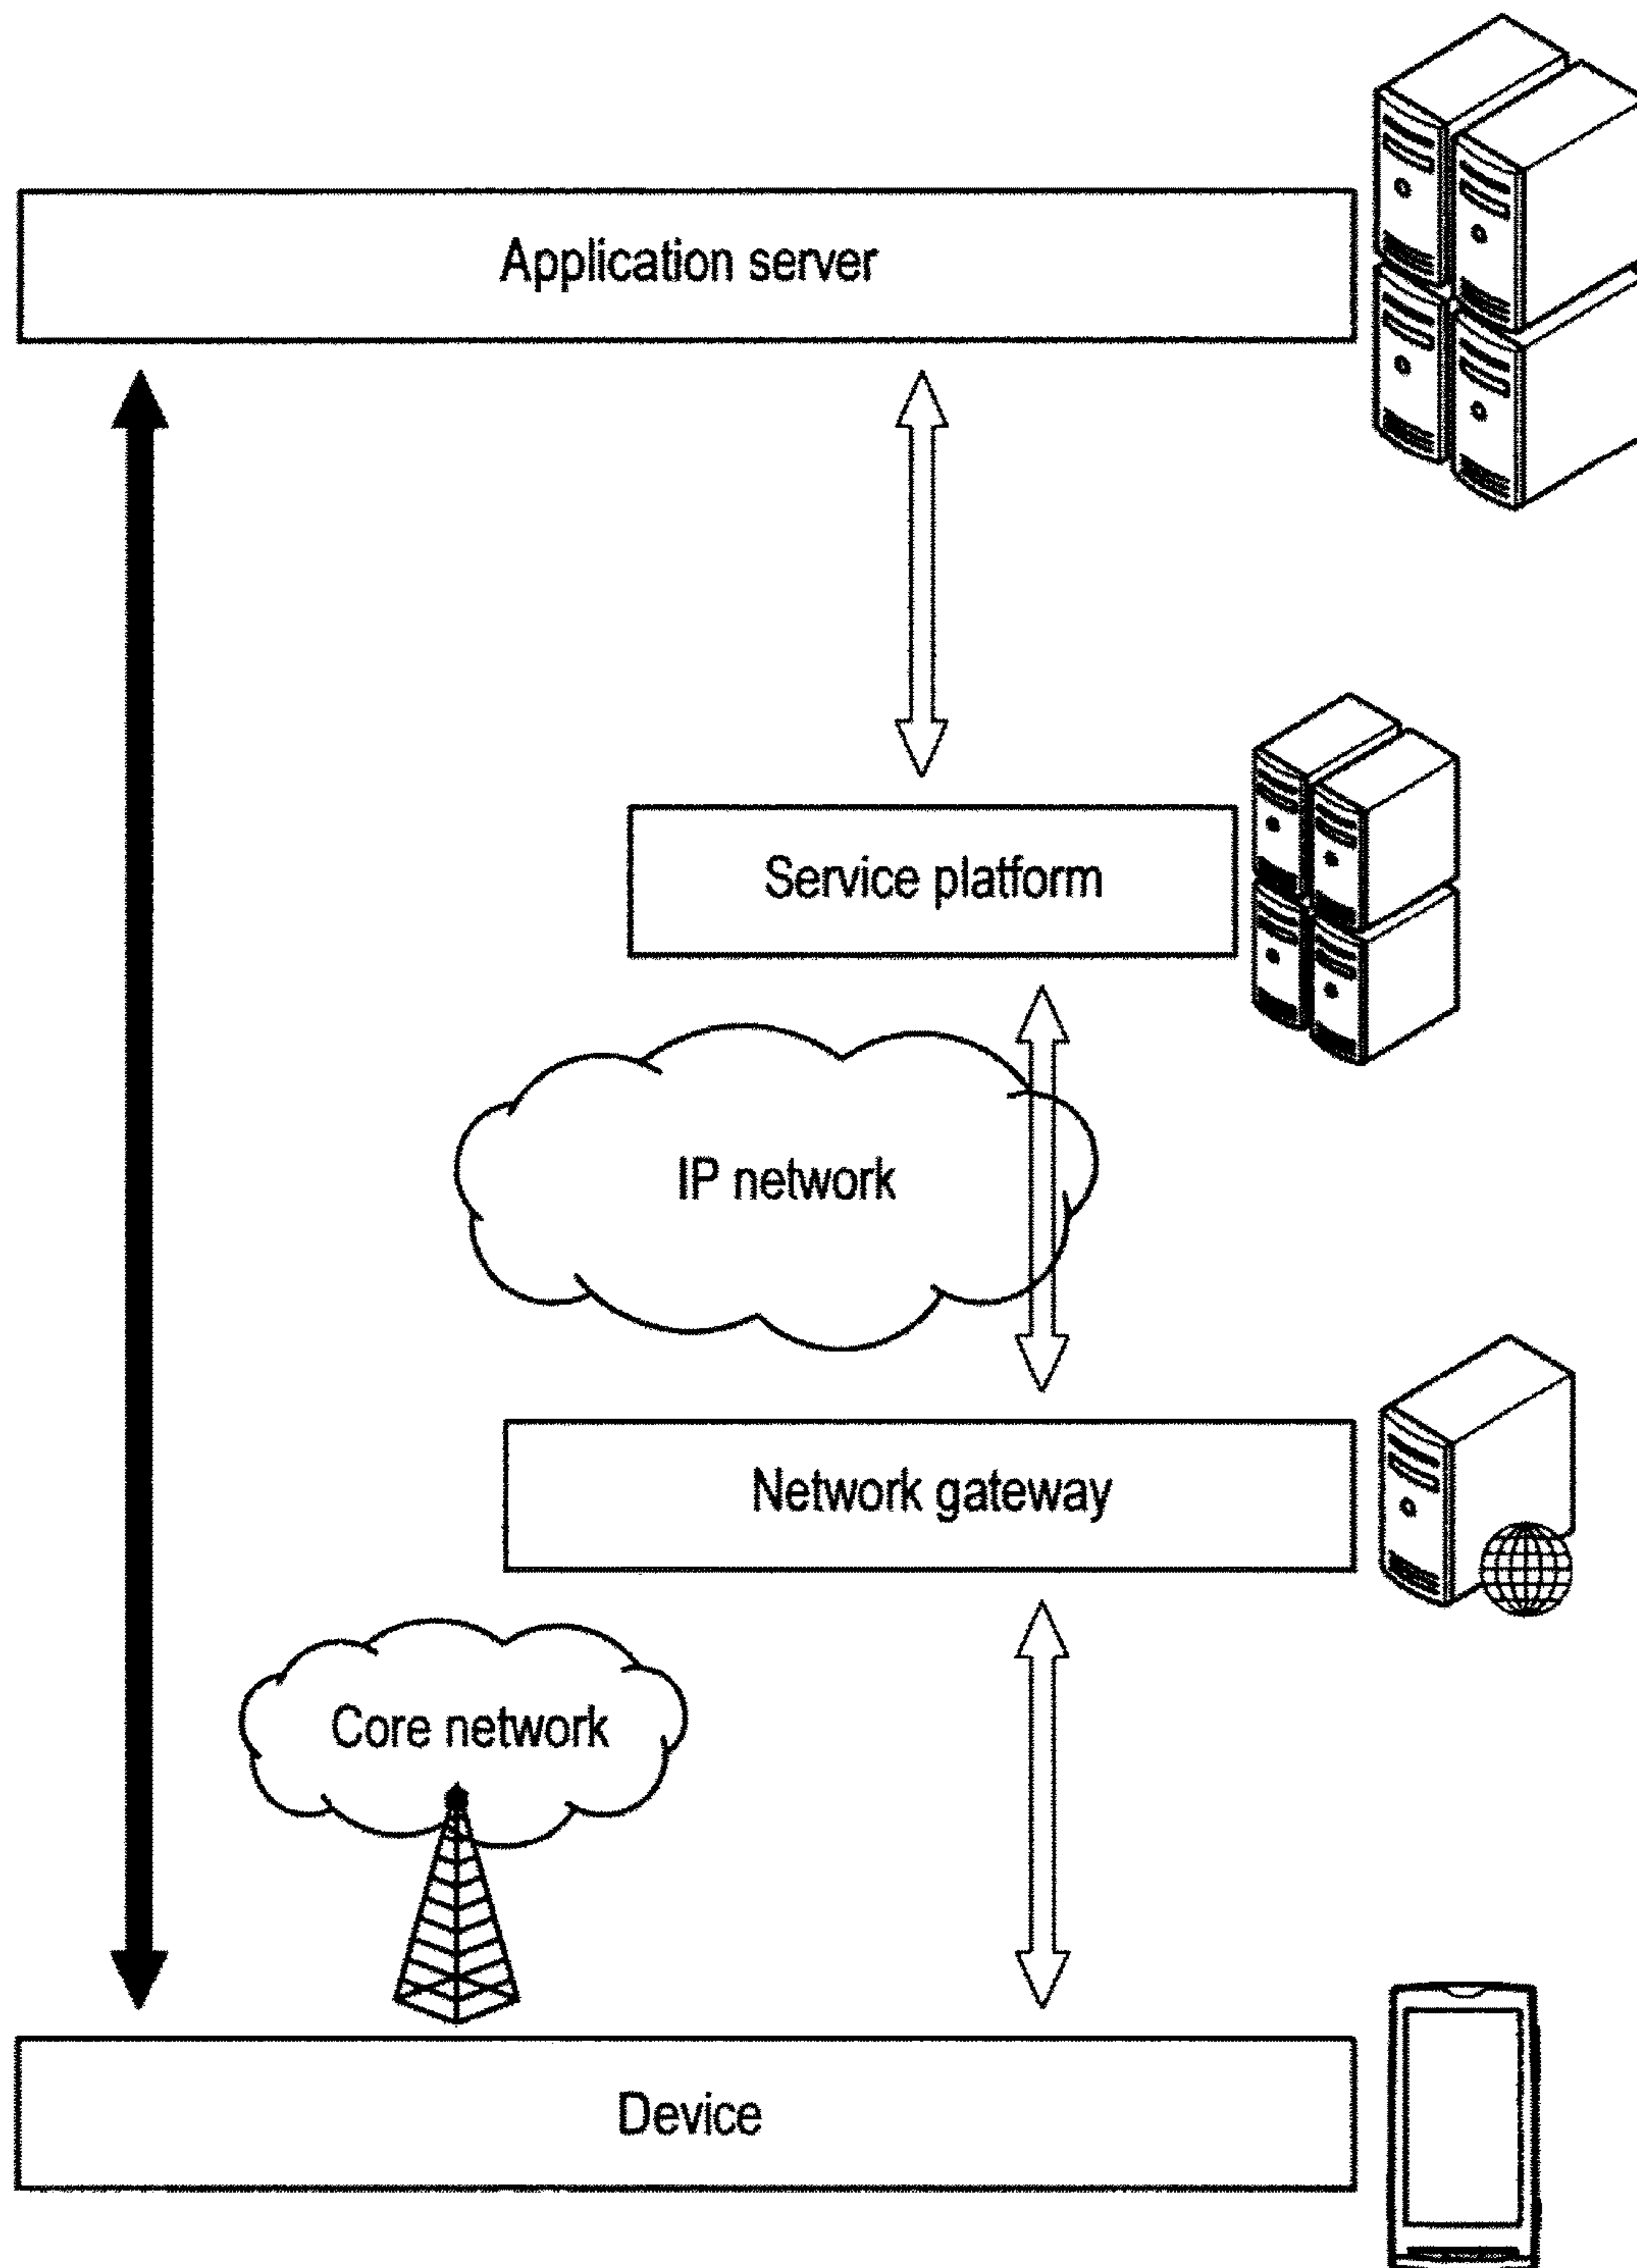 Application server
Service platform
IP network
Network gateway
Core network
Device